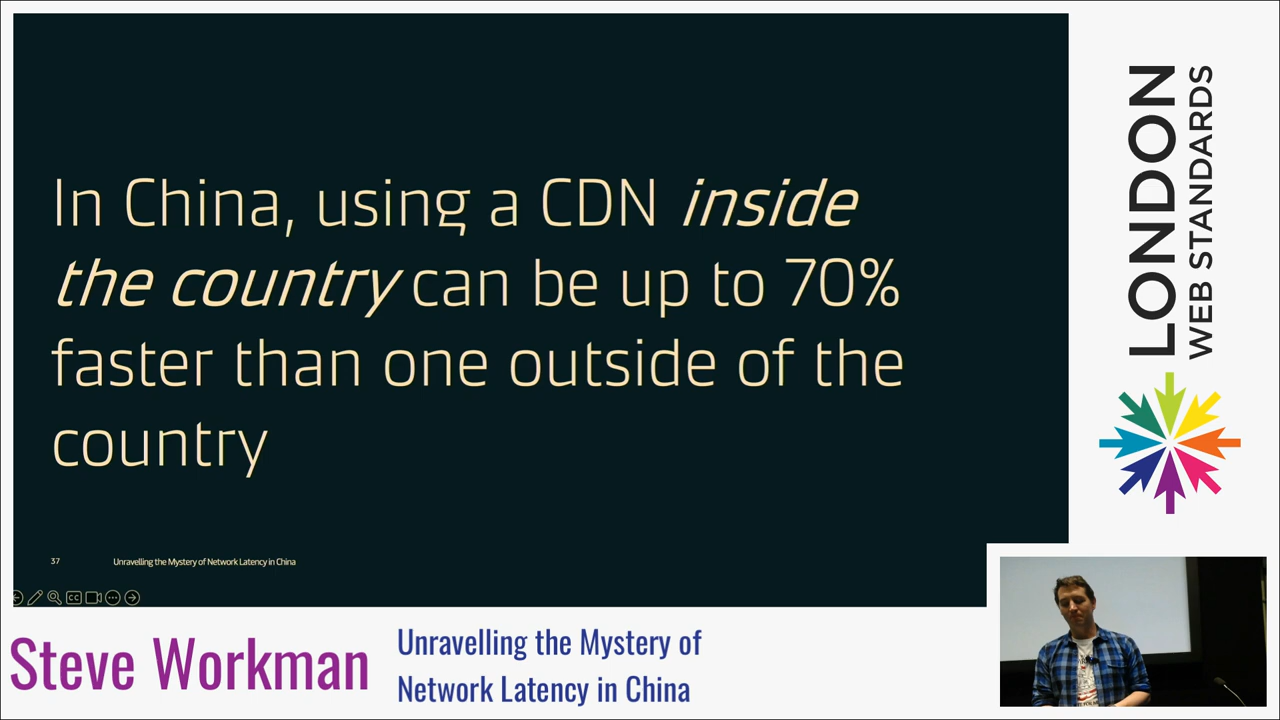 In China, using a CDN inside
the country can be up to 70%
faster than one outside of the
country
37
Unravelling the Mystery of Network Latency in China
CC
LONDON
WEB STANDARDS
Steve Workman
Unravelling the Mystery of
Network Latency in China